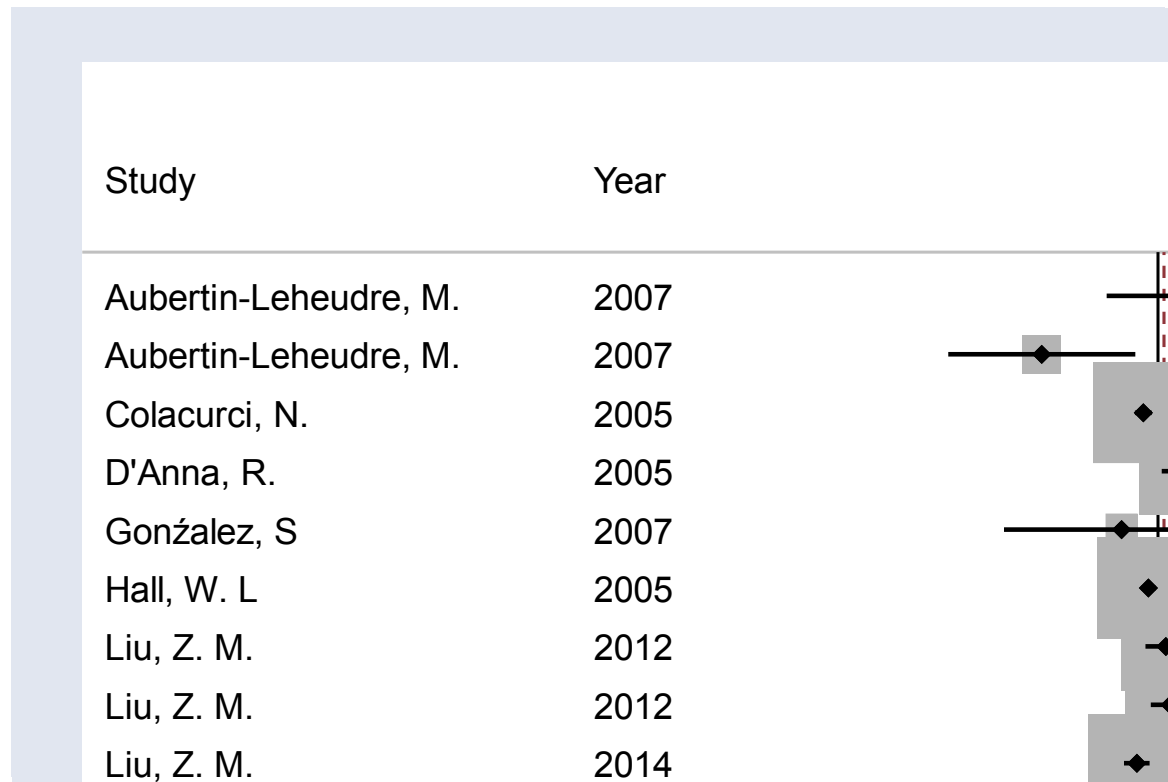 Study Year
Aubertin-Leheudre, M. 2007
Aubertin-Leheudre, M. 2007
Colacurci, N. 2005
D'Anna, R. 2005
Gonźalez, S 2007
Hall, W. L 2005
Liu, Z. M. 2012
Liu, Z. M. 2012
Liu, Z. M. 2014